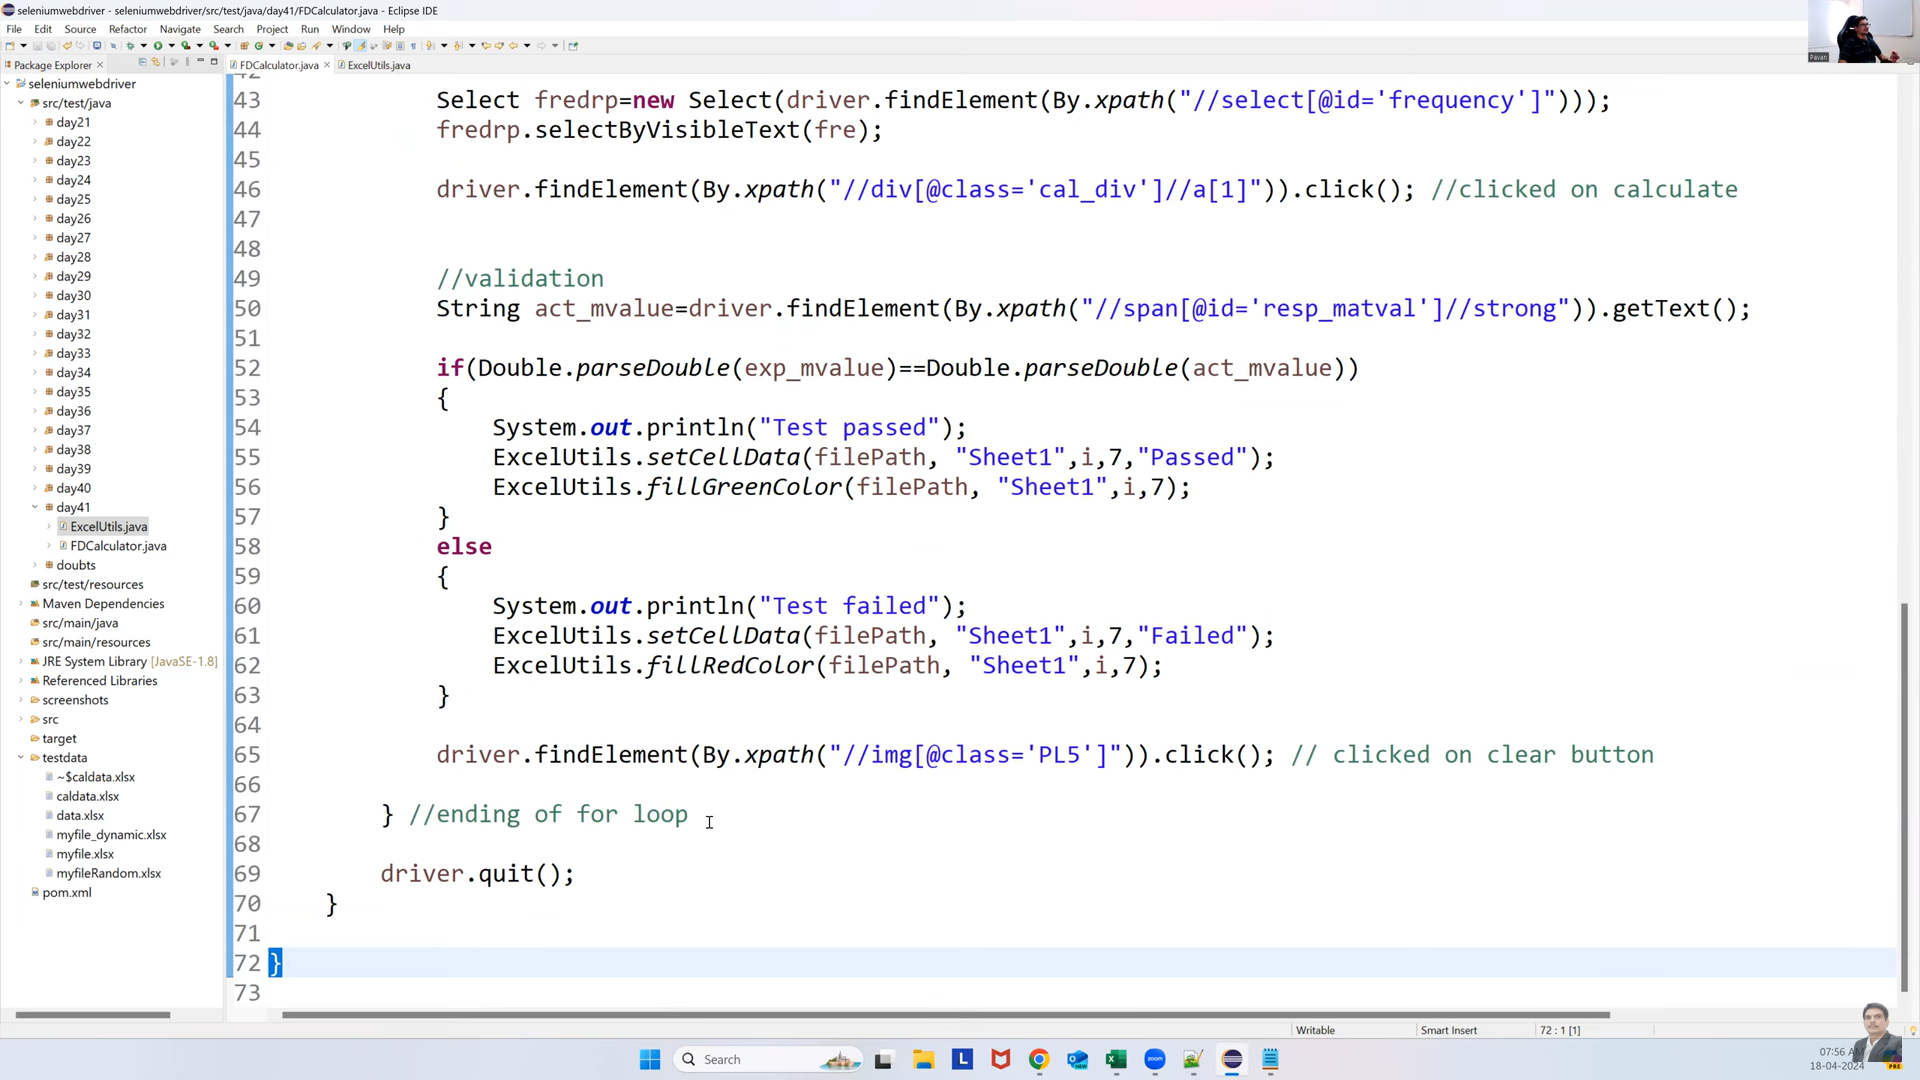 seleniumwebdriver - seleniumwebdriver/src/test/java/day41/FDCalculator.java - Eclipse IDE
File Edit Source Refactor Navigate Search Project Run Window Help
Package Explorer
FDCalculator.java
ExcelUtils.java
Pavan
seleniumwebdriver
src/test/java
day21
day22
day23
day24
day25
day26
day27
day28
day29
day30
day31
day32
day33
day34
day35
day36
day37
day38
day39
day40
day41
ExcelUtils.java
FDCalculator.java
doubts
src/test/resources
Maven Dependencies
src/main/java
src/main/resources
JRE System Library [JavaSE-1.8]
Referenced Libraries
screenshots
src
target
testdata
~$caldata.xlsx
caldata.xlsx
data.xlsx
myfile_dynamic.xlsx
myfile.xlsx
myfileRandom.xlsx
pom.xml
42
43 Select fredrp=new Select(driver.findElement(By.xpath("//select[@id='frequency']")));
44 fredrp.selectByVisibleText(fre);
45
46 driver.findElement(By.xpath("//div[@class='cal_div']//a[1]")).click(); //clicked on calculate
47
48
49 //validation
50 String act_mvalue=driver.findElement(By.xpath("//span[@id='resp_matval']//strong")).getText();
51
52 if(Double.parseDouble(exp_mvalue)==Double.parseDouble(act_mvalue))
53 {
54 System.out.println("Test passed");
55 ExcelUtils.setCellData(filePath, "Sheet1",i,7,"Passed");
56 ExcelUtils.fillGreenColor(filePath, "Sheet1",i,7);
57 }
58 else
59 {
60 System.out.println("Test failed");
61 ExcelUtils.setCellData(filePath, "Sheet1",i,7,"Failed");
62 ExcelUtils.fillRedColor(filePath, "Sheet1",i,7);
63 }
64
65 driver.findElement(By.xpath("//img[@class='PL5']")).click(); // clicked on clear button
66
67 } //ending of for loop
68
69 driver.quit();
70 }
71
72 }
73
Writable Smart Insert 72 : 1 [1]
Search
07:56 AM
18-04-2024